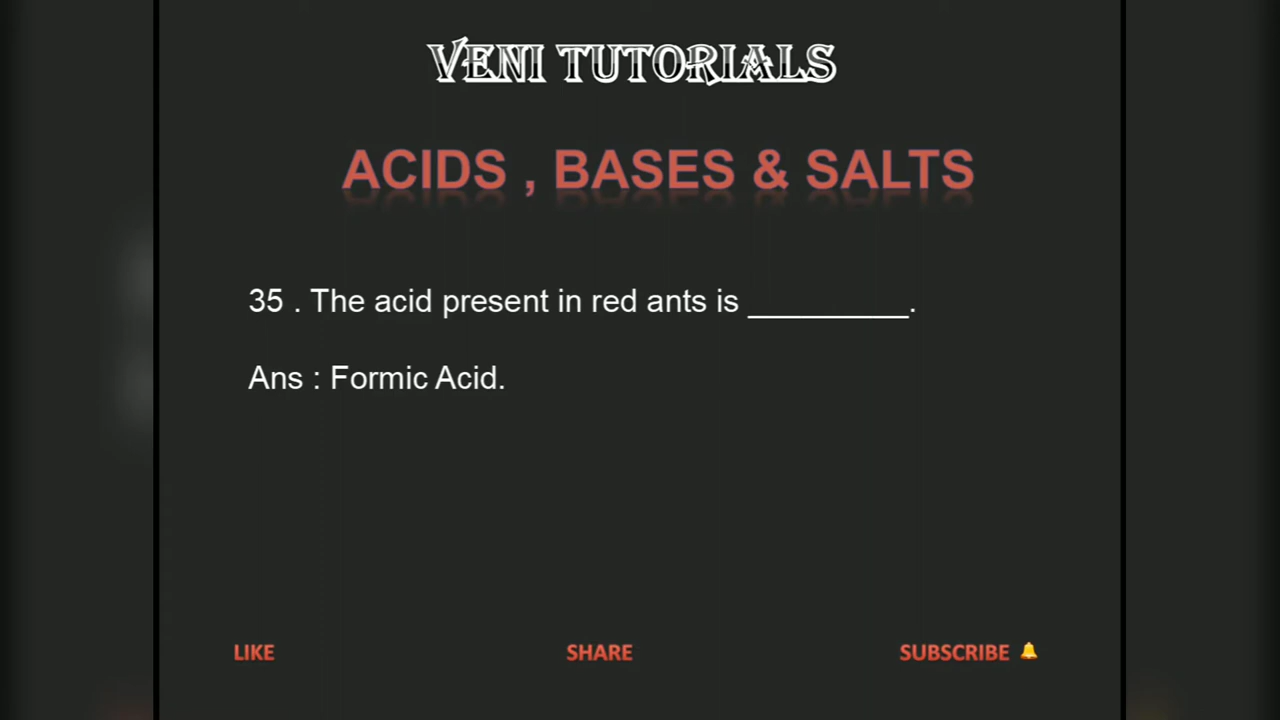 VENI TUTORIALS
ACIDS , BASES & SALTS
35 . The acid present in red ants is _________.
Ans : Formic Acid.
LIKE SHARE SUBSCRIBE